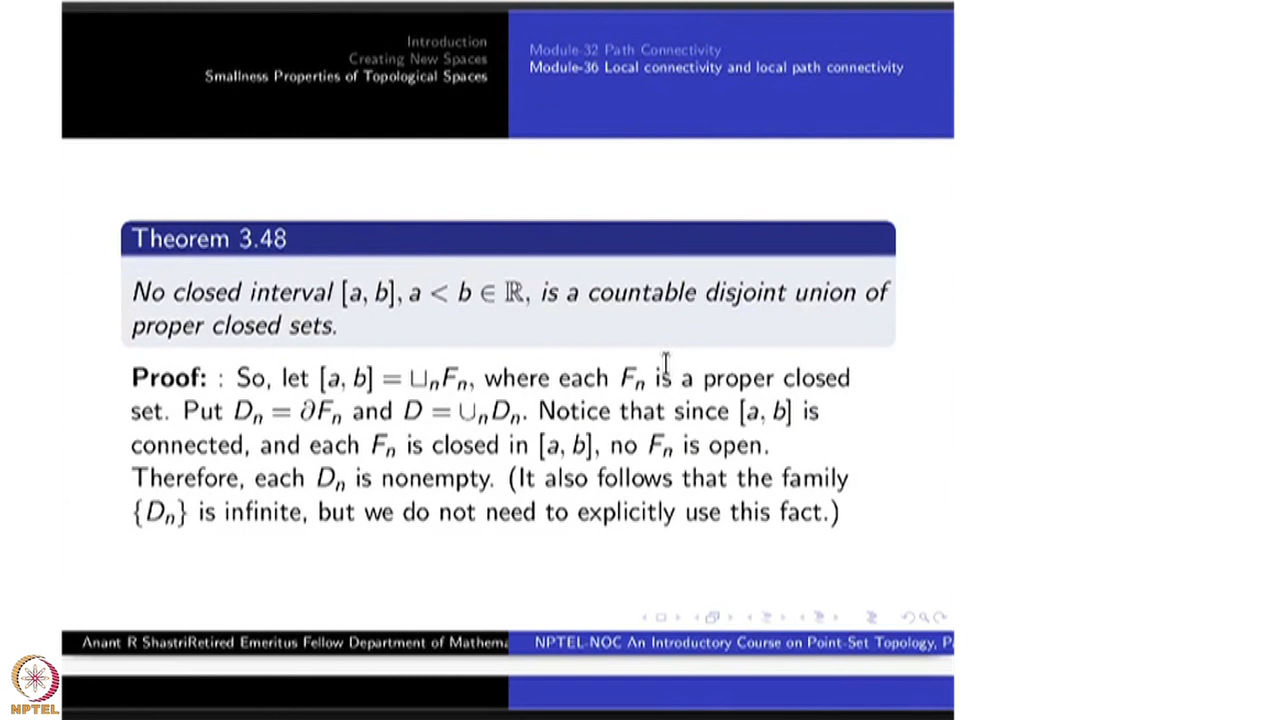 Introduction
Creating New Spaces
Smallness Properties of Topological Spaces
Module-32 Path Connectivity
Module-36 Local connectivity and local path connectivity
Theorem 3.48
No closed interval [a, b], a < b ∈ ℝ, is a countable disjoint union of
proper closed sets.
Proof: : So, let [a, b] = ⊔ₙFₙ, where each Fₙ is a proper closed
set. Put Dₙ = ∂Fₙ and D = ∪ₙDₙ. Notice that since [a, b] is
connected, and each Fₙ is closed in [a, b], no Fₙ is open.
Therefore, each Dₙ is nonempty. (It also follows that the family
{Dₙ} is infinite, but we do not need to explicitly use this fact.)
Anant R ShastriRetired Emeritus Fellow Department of Mathema
NPTEL-NOC An Introductory Course on Point-Set Topology, P
NPTEL